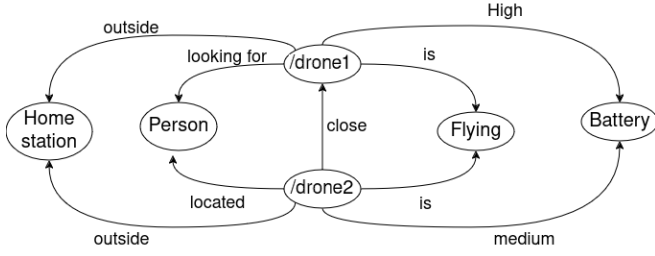 High
outside
looking for
/drone1
is
Home
station
Person
close
Flying
Battery
/drone2
located
is
outside
medium